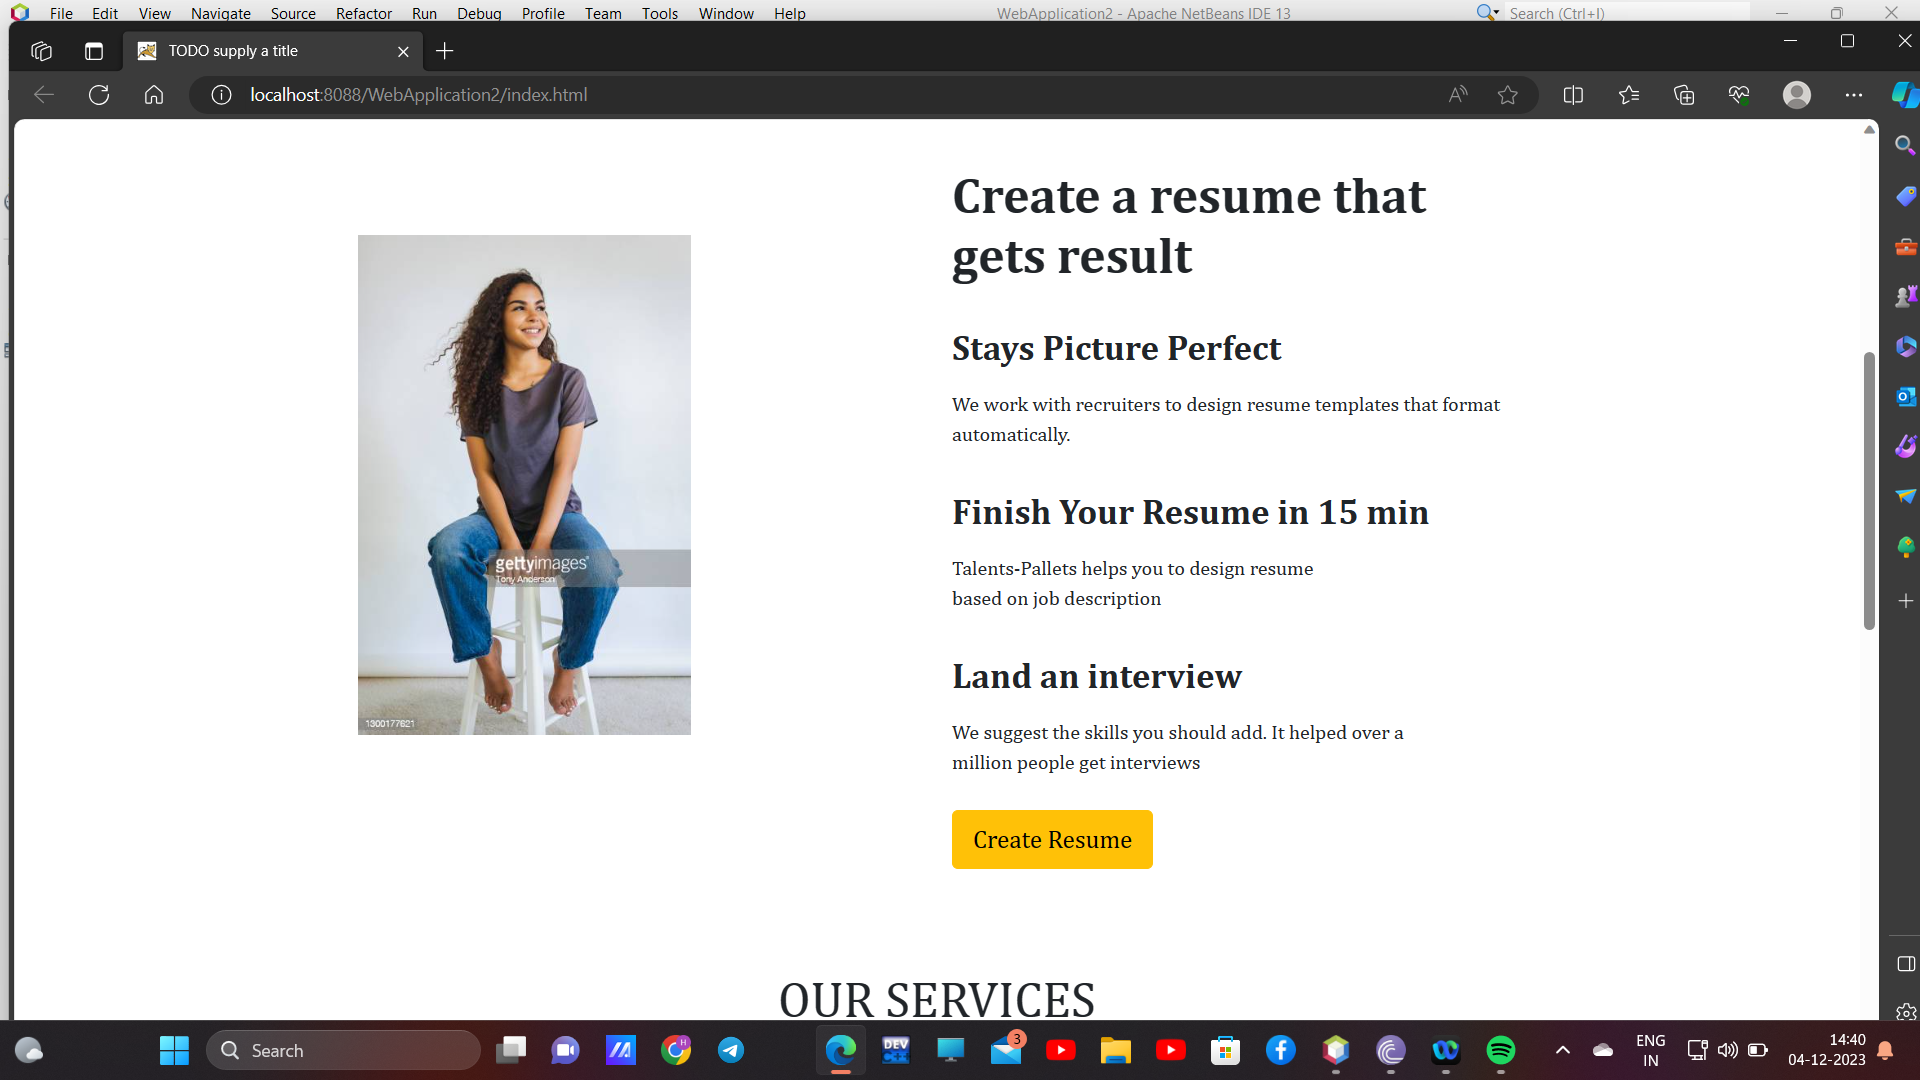 File Edit View Navigate Source Refactor Run Debug Profile Team Tools Window Help
WebApplication2 - Apache NetBeans IDE 13
Search (Ctrl+I)
TODO supply a title
localhost:8088/WebApplication2/index.html
Create a resume that
gets result
Stays Picture Perfect
We work with recruiters to design resume templates that format
automatically.
Finish Your Resume in 15 min
Talents-Pallets helps you to design resume
based on job description
Land an interview
We suggest the skills you should add. It helped over a
million people get interviews
Create Resume
gettyimages
Tony Anderson
1300177621
OUR SERVICES
Search
H
DEV
C++
3
ENG
IN
14:40
04-12-2023